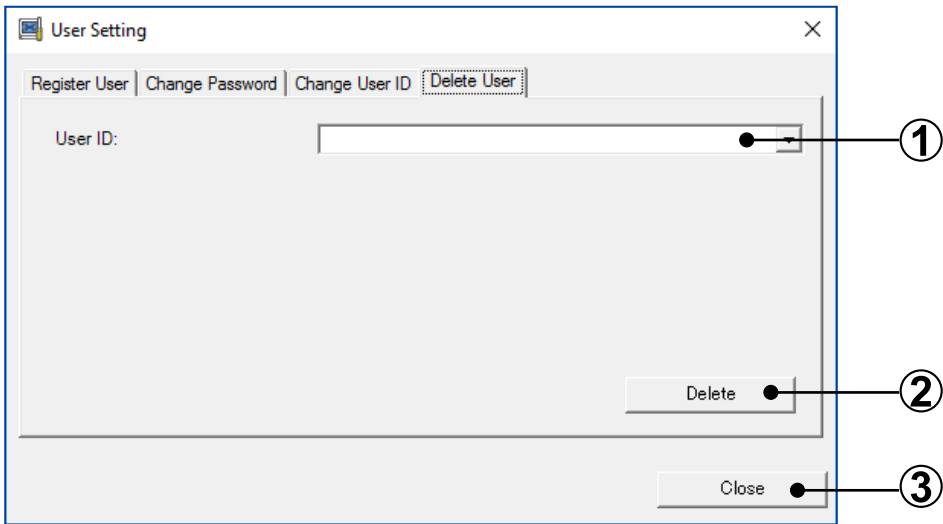 User Setting
Register User Change Password Change User ID Delete User
User ID:
1
Delete
2
Close
3